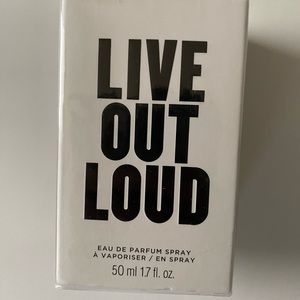 LIVE
OUT
LOUD
EAU DE PARFUM SPRAY
À VAPORISER / EN SPRAY
50 ml 1.7 fl. oz.